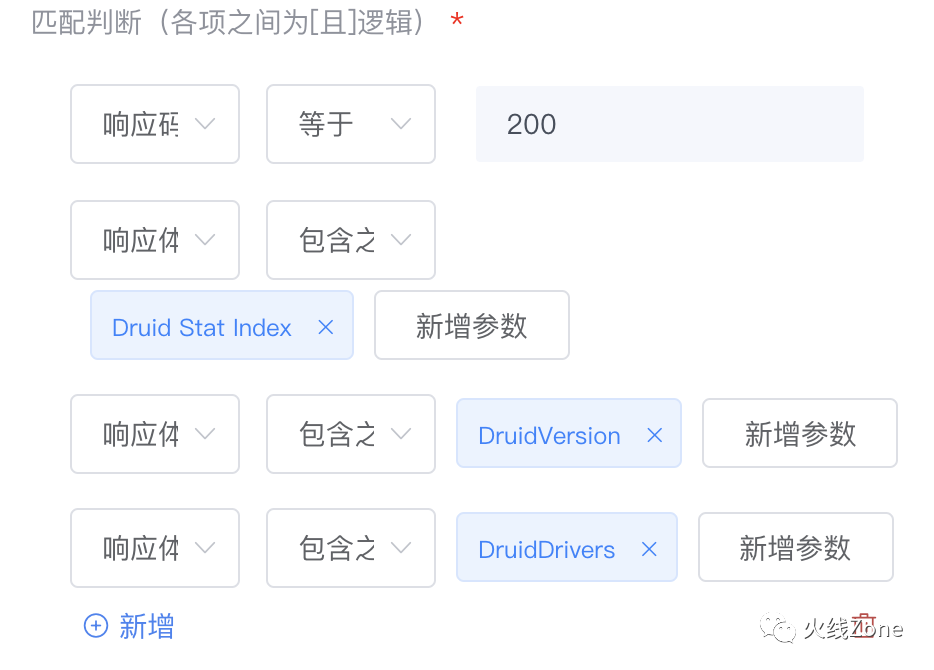 匹配判断（各项之间为[且]逻辑） *
响应码 等于 200
响应体 包含之
Druid Stat Index × 新增参数
响应体 包含之 DruidVersion × 新增参数
响应体 包含之 DruidDrivers × 新增参数
新增
火线Zone